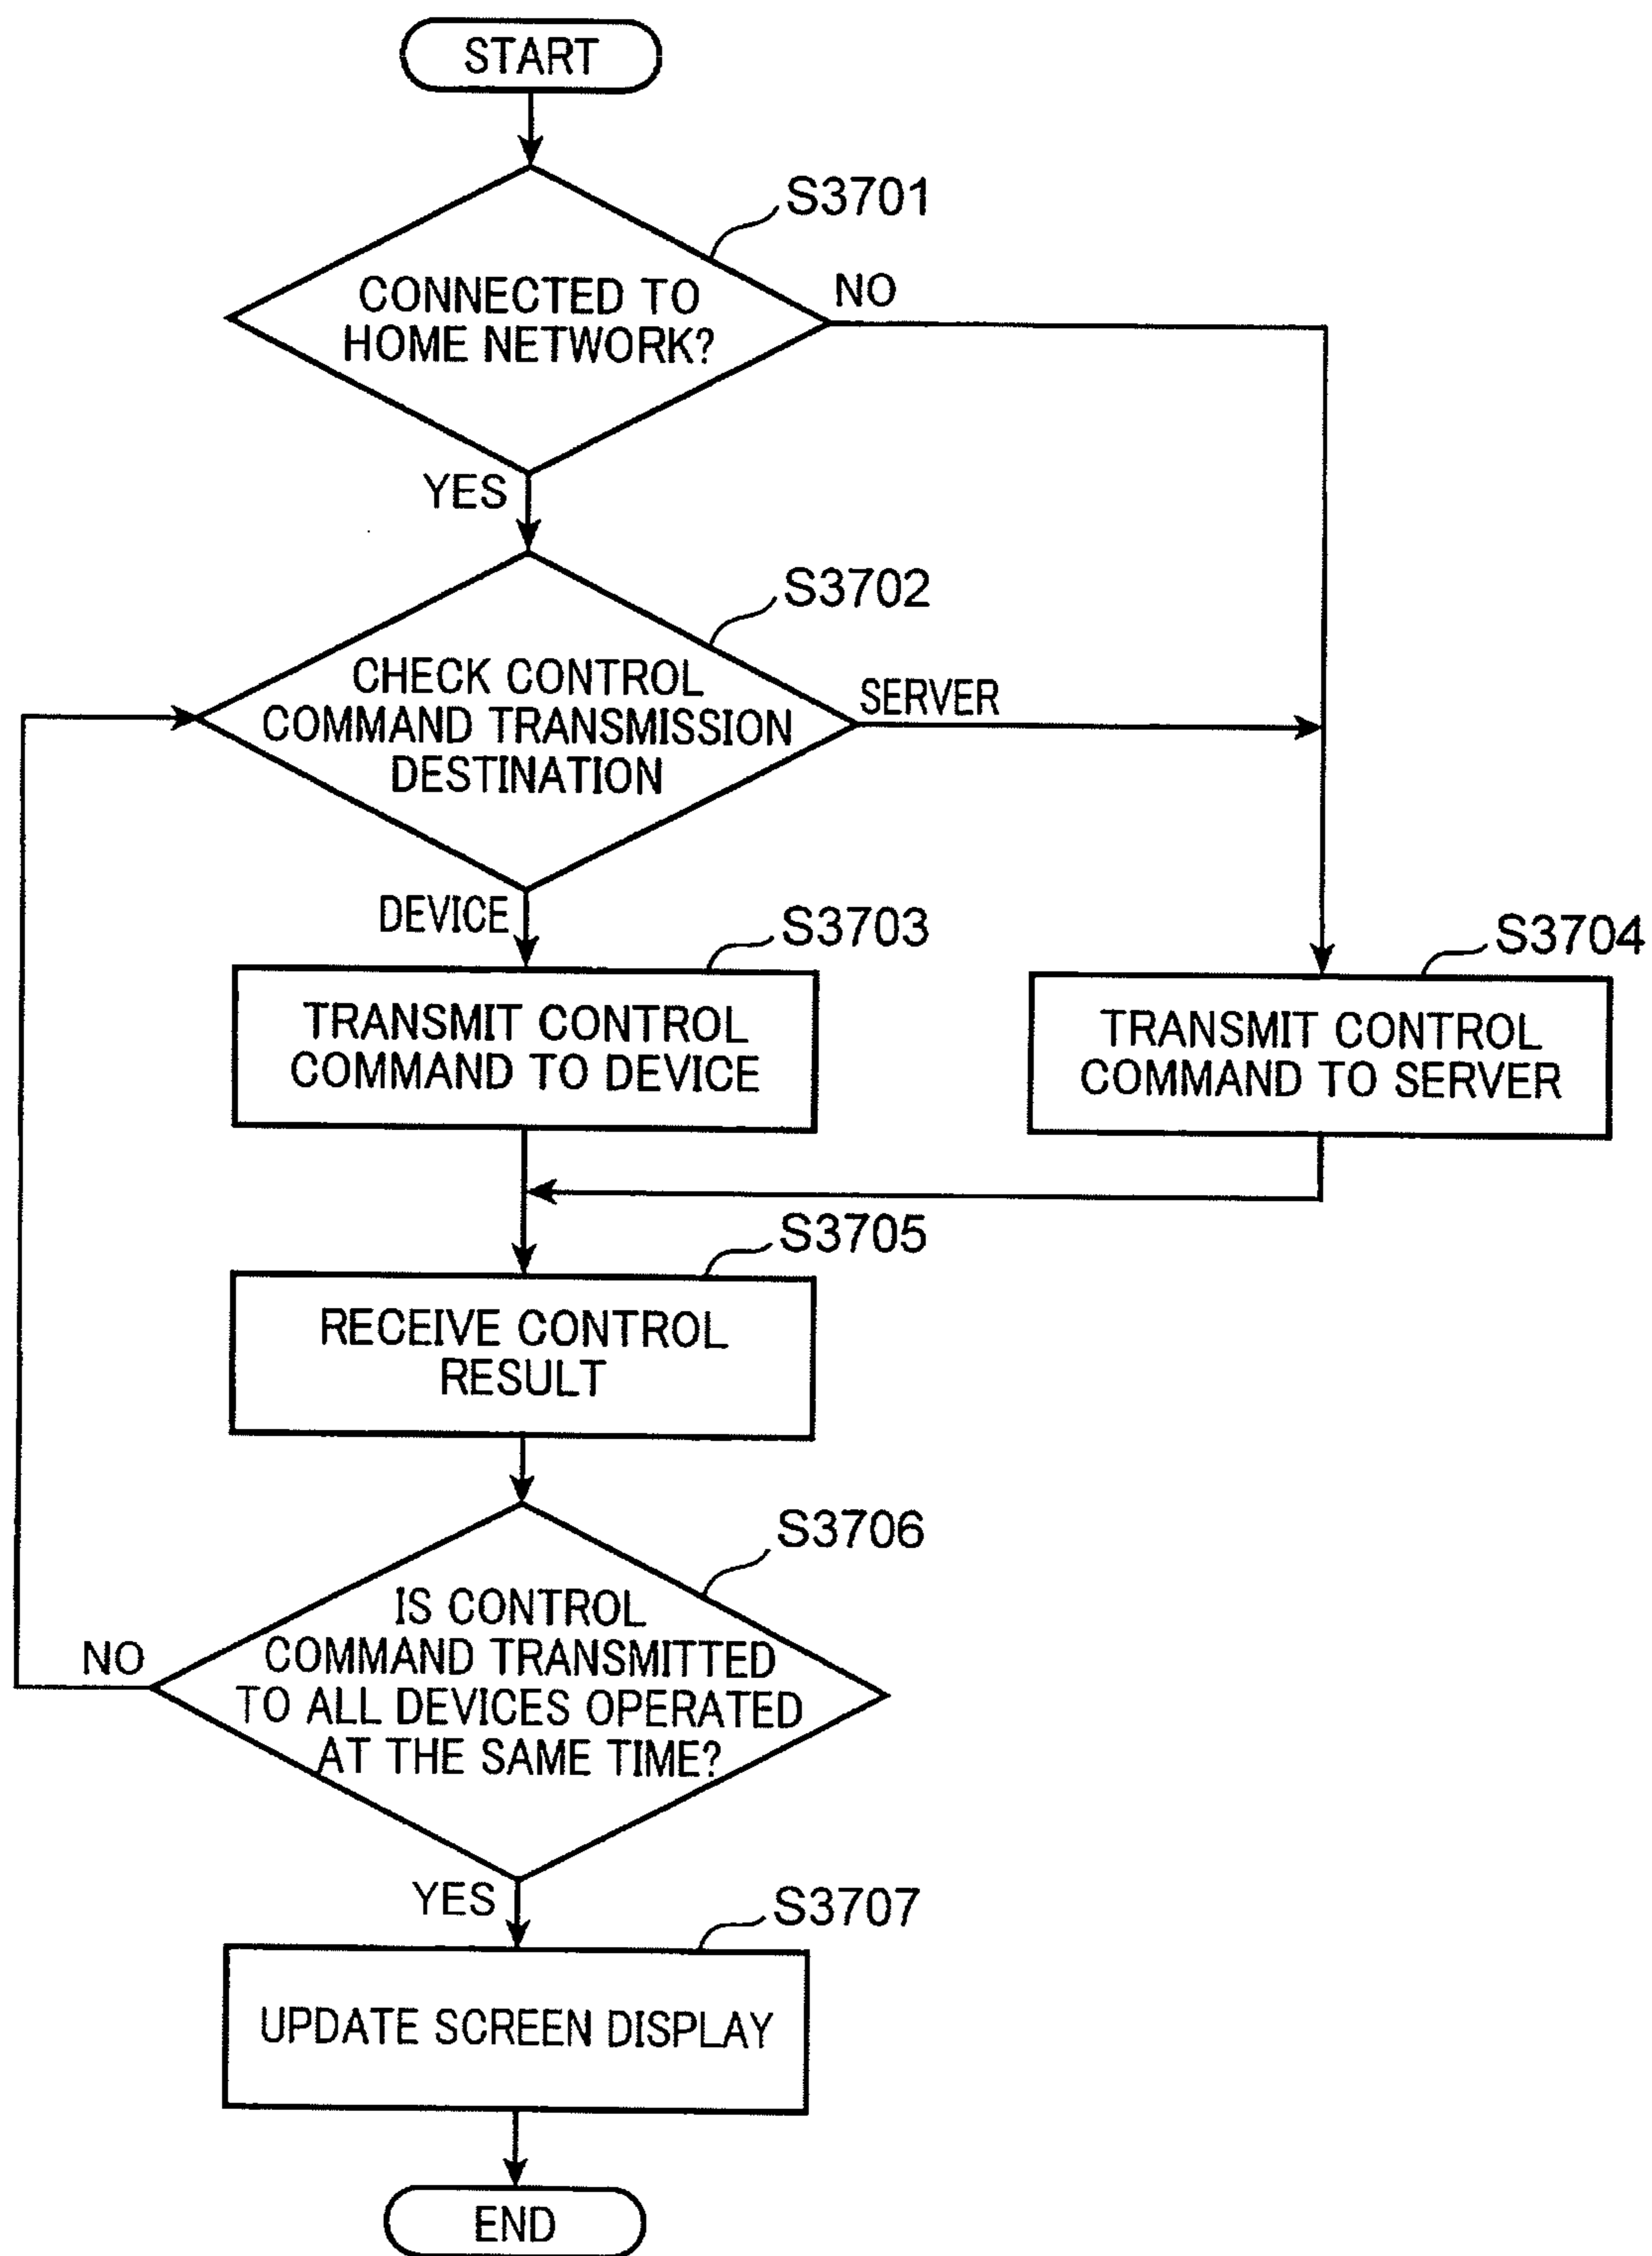 START
S3701
CONNECTED TO
HOME NETWORK?
NO
YES
S3702
CHECK CONTROL
COMMAND TRANSMISSION
DESTINATION
SERVER
DEVICE
S3703
TRANSMIT CONTROL
COMMAND TO DEVICE
S3704
TRANSMIT CONTROL
COMMAND TO SERVER
S3705
RECEIVE CONTROL
RESULT
S3706
IS CONTROL
COMMAND TRANSMITTED
TO ALL DEVICES OPERATED
AT THE SAME TIME?
NO
YES
S3707
UPDATE SCREEN DISPLAY
END